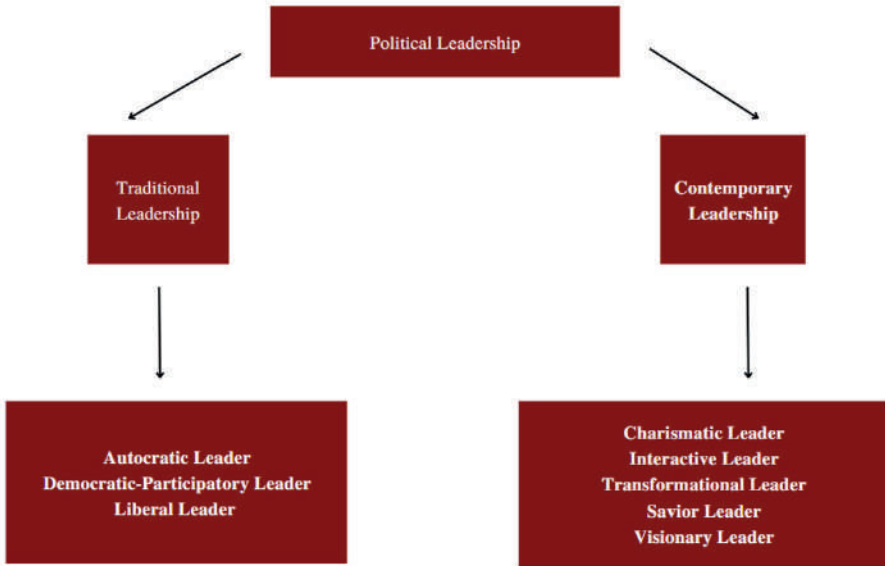 Political Leadership
Traditional
Leadership
Contemporary
Leadership
Autocratic Leader
Democratic-Participatory Leader
Liberal Leader
Charismatic Leader
Interactive Leader
Transformational Leader
Savior Leader
Visionary Leader